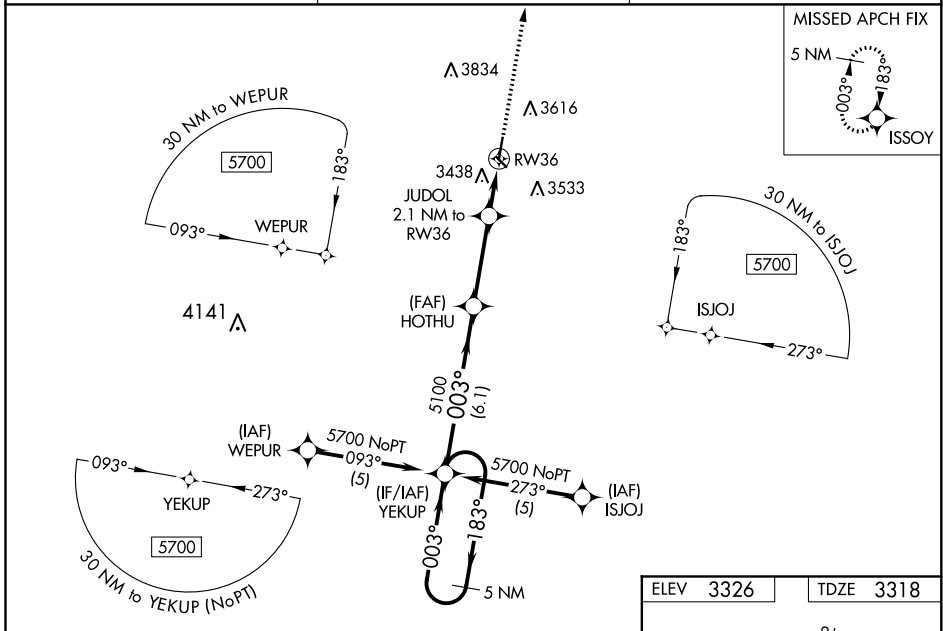 MISSED APCH FIX
5 NM
003°
183°
ISSOY
3834
3616
30 NM to WEPUR
5700
183°
093°
WEPUR
RW36
3438
3533
JUDOL
2.1 NM to
RW36
30 NM to ISJOJ
183°
5700
ISJOJ
273°
(FAF)
HOTHU
4141
5100
003°
(6.1)
(IAF)
WEPUR
5700 NoPT
093°
(5)
5700 NoPT
273°
(5)
(IAF)
ISJOJ
(IF/IAF)
YEKUP
093°
273°
YEKUP
5700
30 NM to YEKUP (NoPT)
003°
183°
5 NM
ELEV 3326
TDZE 3318